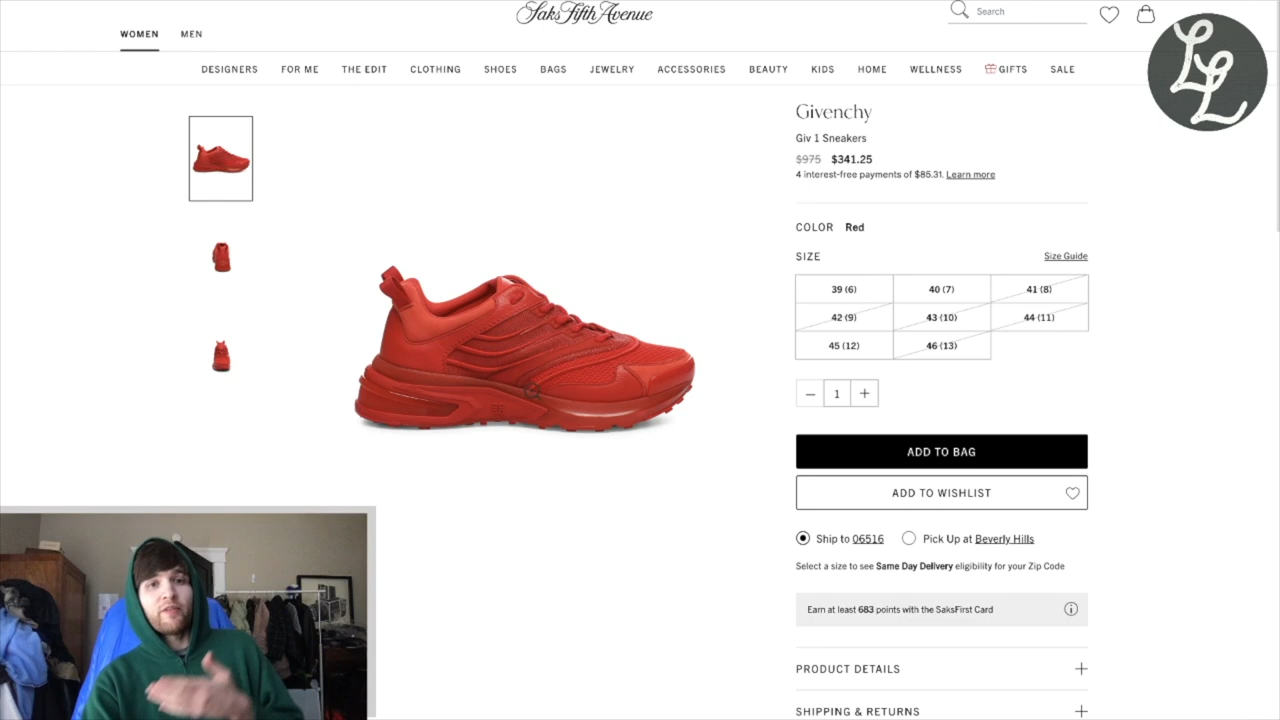 Saks Fifth Avenue
Search
WOMEN MEN
DESIGNERS FOR ME THE EDIT CLOTHING SHOES BAGS JEWELRY ACCESSORIES BEAUTY KIDS HOME WELLNESS GIFTS SALE
LL
Givenchy
Giv 1 Sneakers
$975 $341.25
4 interest-free payments of $85.31. Learn more
COLOR Red
SIZE Size Guide
39 (6) 40 (7) 41 (8)
42 (9) 43 (10) 44 (11)
45 (12) 46 (13)
— 1 +
ADD TO BAG
ADD TO WISHLIST
Ship to 06516 Pick Up at Beverly Hills
Select a size to see Same Day Delivery eligibility for your Zip Code
Earn at least 683 points with the SaksFirst Card
PRODUCT DETAILS +
SHIPPING & RETURNS +